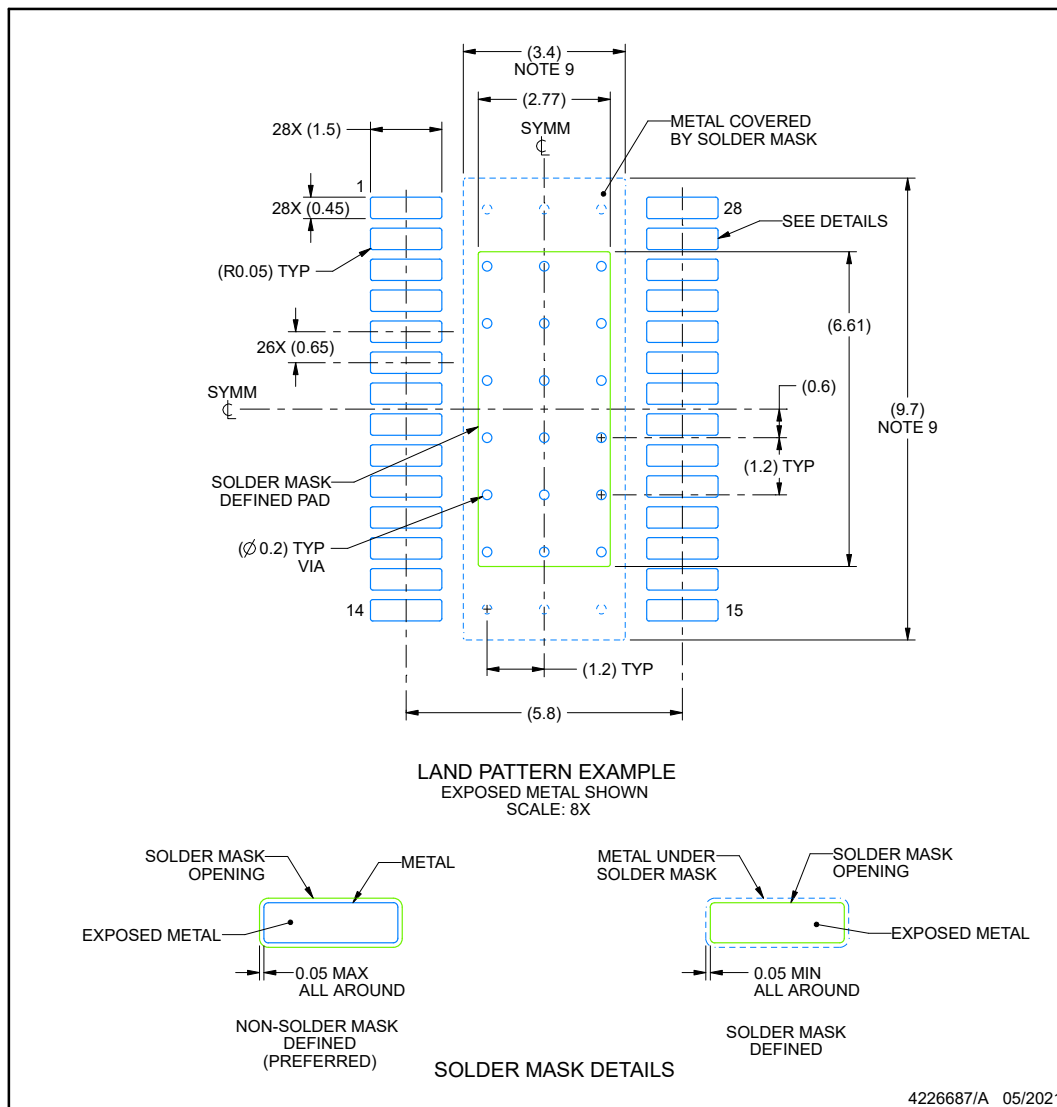 (3.4)
NOTE 9
(2.77)
SYMM
METAL COVERED
BY SOLDER MASK
28X (1.5)
1
28X (0.45)
28
SEE DETAILS
(R0.05) TYP
(6.61)
26X (0.65)
(0.6)
SYMM
(9.7)
NOTE 9
(1.2) TYP
SOLDER MASK
DEFINED PAD
(∅ 0.2) TYP
VIA
14
15
(1.2) TYP
(5.8)
LAND PATTERN EXAMPLE
EXPOSED METAL SHOWN
SCALE: 8X
SOLDER MASK
OPENING
METAL
EXPOSED METAL
0.05 MAX
ALL AROUND
NON-SOLDER MASK
DEFINED
(PREFERRED)
METAL UNDER
SOLDER MASK
SOLDER MASK
OPENING
EXPOSED METAL
0.05 MIN
ALL AROUND
SOLDER MASK
DEFINED
SOLDER MASK DETAILS
4226687/A 05/2021